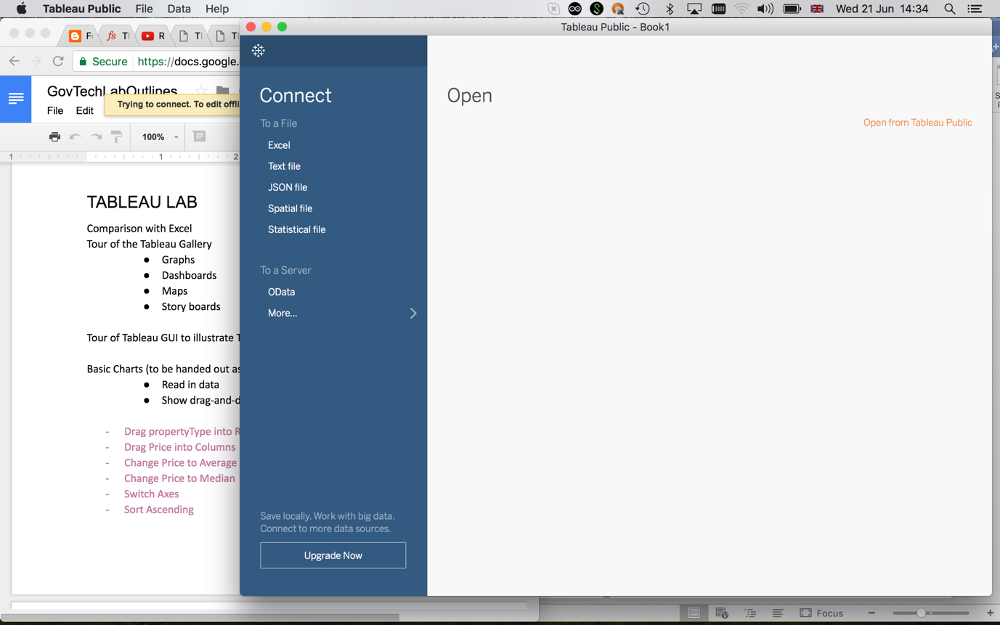 Tableau Public File Data Help
Wed 21 Jun 14:34
Tableau Public - Book1
Secure https://docs.google.
GovTechLabOutlines
File Edit
Trying to connect. To edit offli
100%
1 1 2
TABLEAU LAB
Comparison with Excel
Tour of the Tableau Gallery
● Graphs
● Dashboards
● Maps
● Story boards
Tour of Tableau GUI to illustrate
Basic Charts (to be handed out as
● Read in data
● Show drag-and-d
- Drag propertyType into R
- Drag Price into Columns
- Change Price to Average
- Change Price to Median
- Switch Axes
- Sort Ascending
Connect
To a File
Excel
Text file
JSON file
Spatial file
Statistical file
To a Server
OData
More...
Save locally. Work with big data.
Connect to more data sources.
Upgrade Now
Open
Open from Tableau Public
Focus